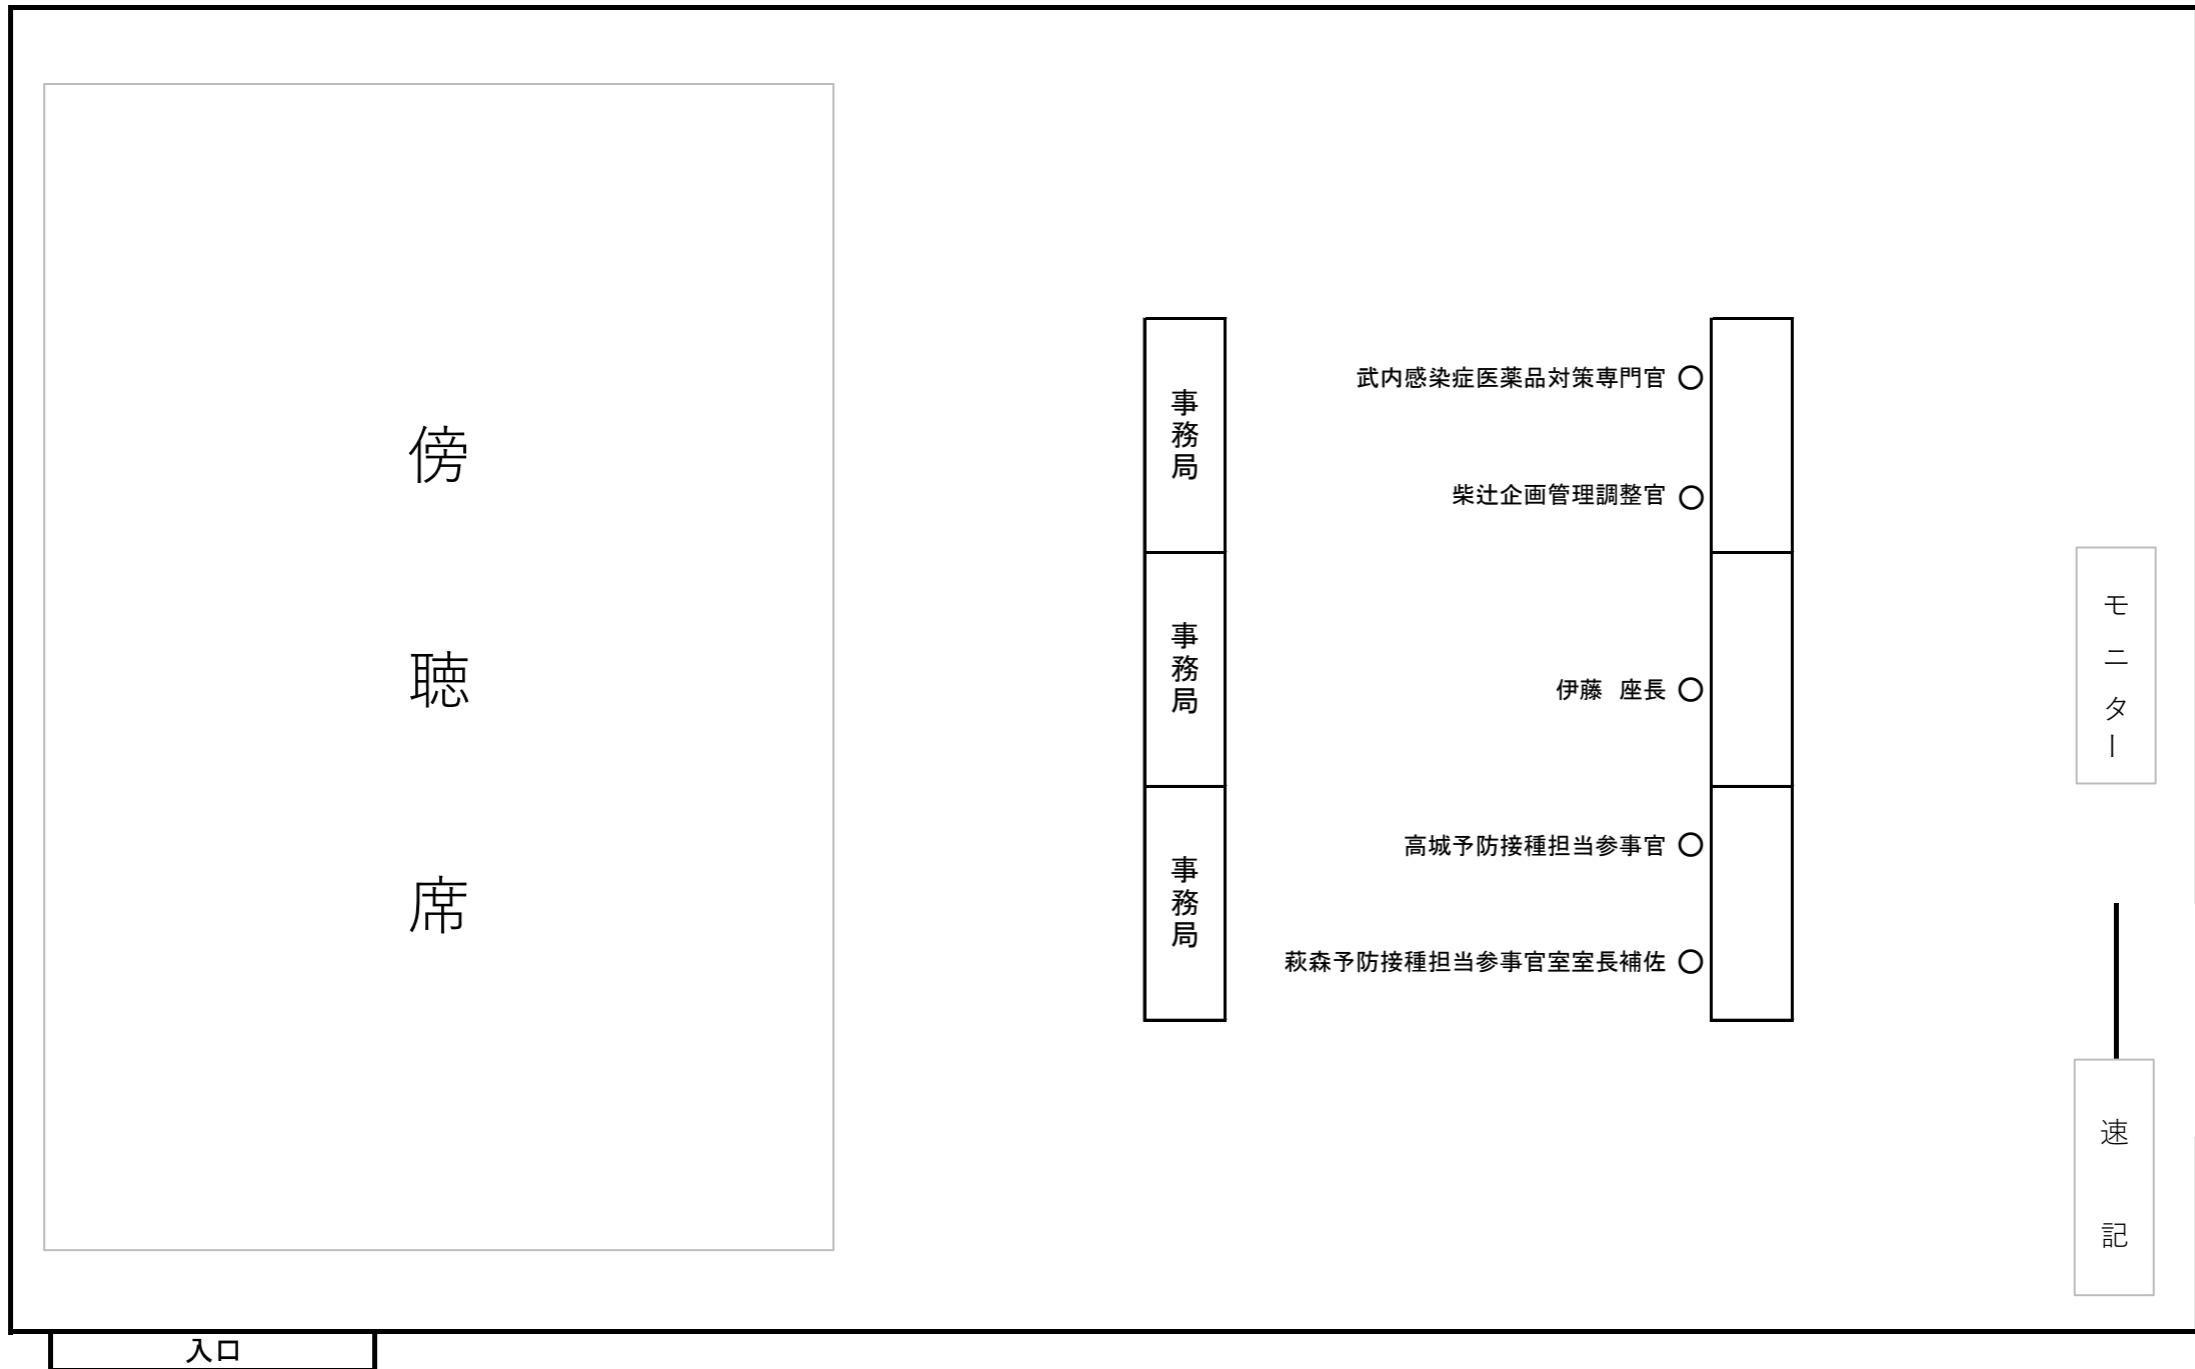 傍聴席
事務局
事務局
事務局
武内感染症医薬品対策専門官 ○
柴辻企画管理調整官 ○
伊藤 座長 ○
高城予防接種担当参事官 ○
萩森予防接種担当参事官室室長補佐 ○
モニター
速記
入口